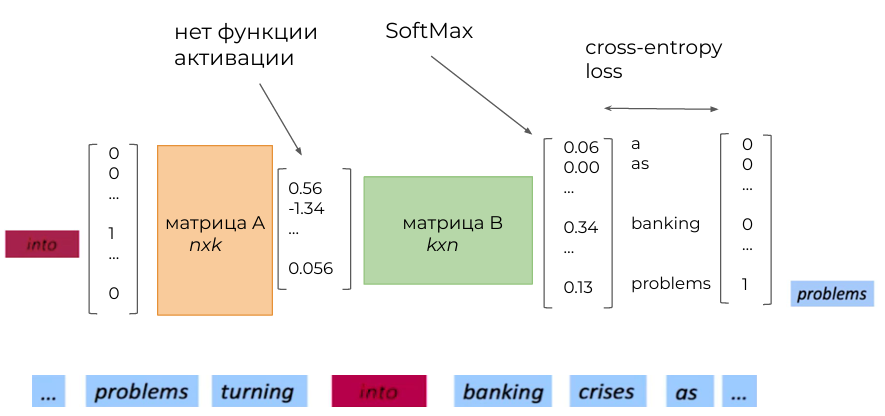 нет функции
активации
SoftMax
cross-entropy
loss
into
0
0
...
1
...
0
матрица A
nxk
0.56
-1.34
...
0.056
матрица B
kxn
0.06
0.00
...
0.34
...
0.13
a
as
banking
problems
0
0
...
0
...
1
problems
... problems turning into banking crises as ...